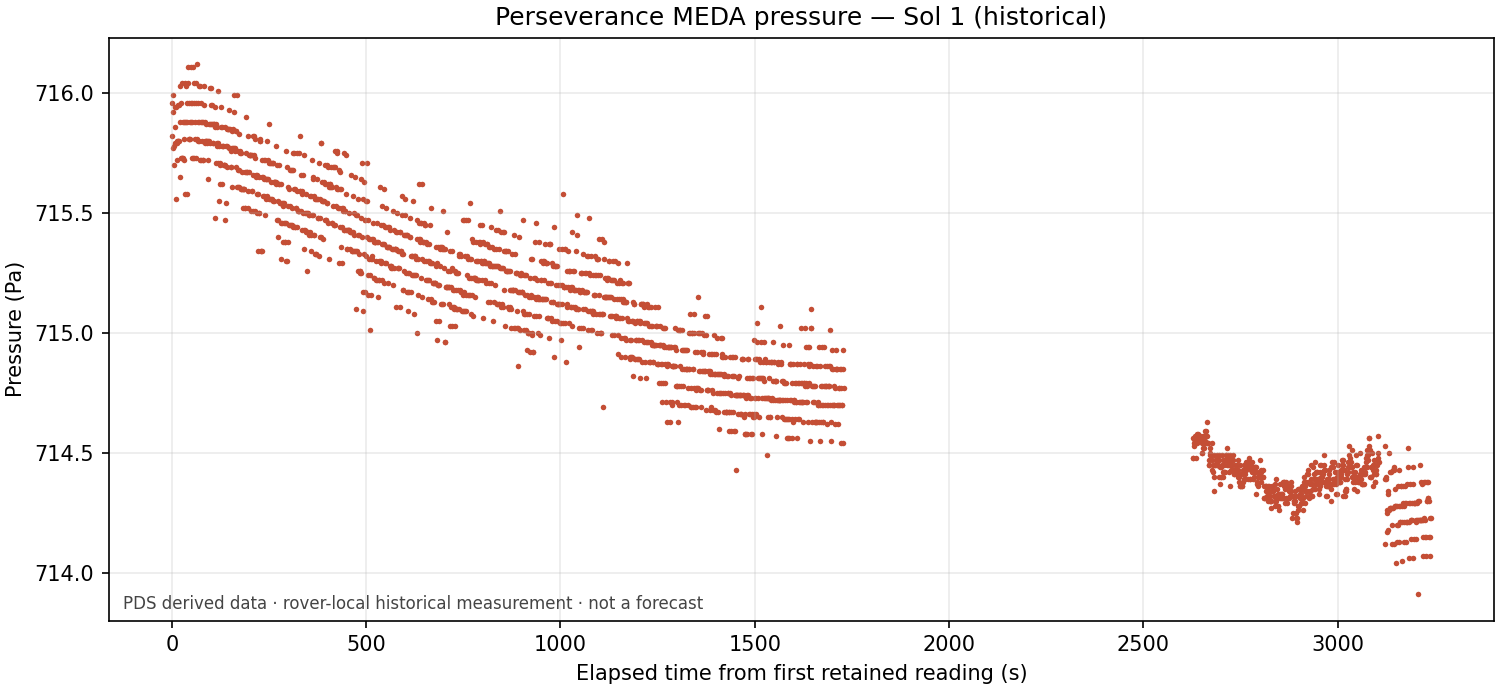 Perseverance MEDA pressure — Sol 1 (historical)
716.0
715.5
715.0
714.5
714.0
Pressure (Pa)
PDS derived data · rover-local historical measurement · not a forecast
0 500 1000 1500 2000 2500 3000
Elapsed time from first retained reading (s)